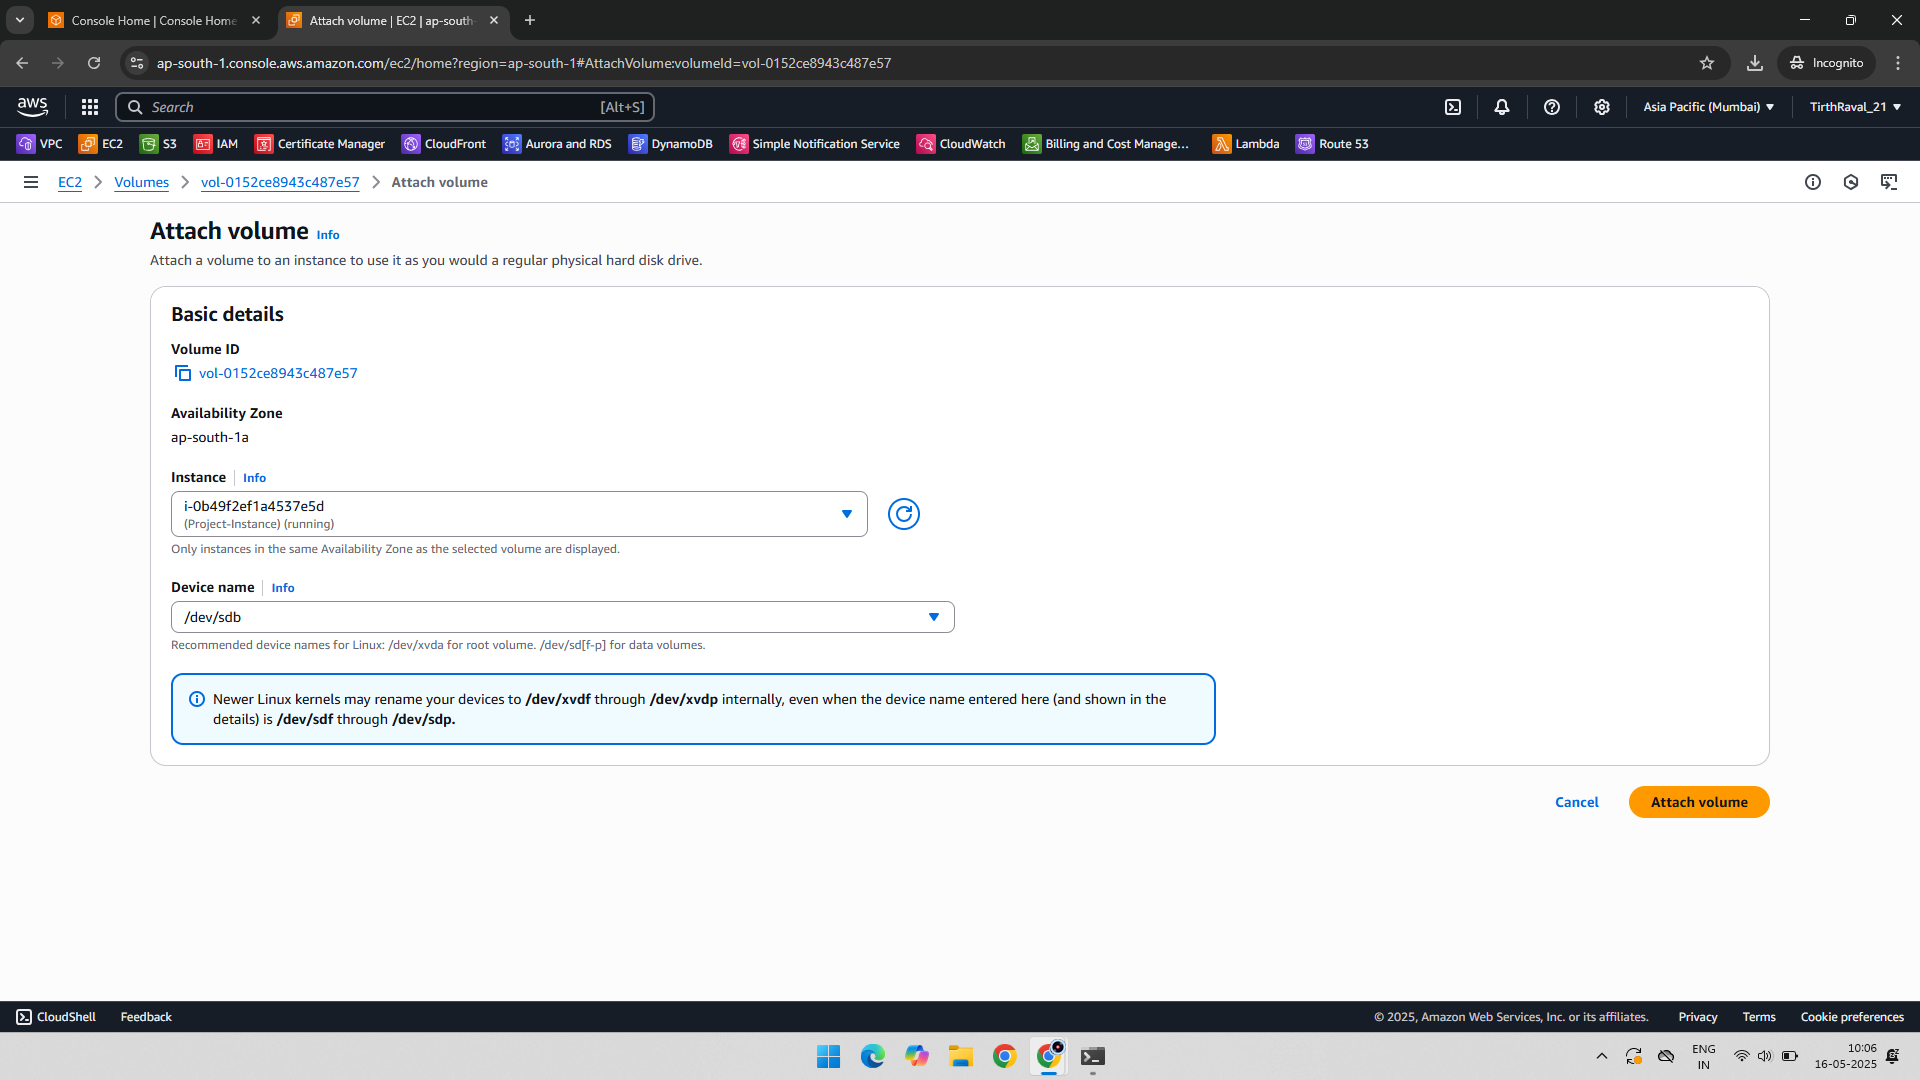 Console Home | Console Home
Attach volume | EC2 | ap-south-
ap-south-1.console.aws.amazon.com/ec2/home?region=ap-south-1#AttachVolume:volumeId=vol-0152ce8943c487e57
Incognito
aws
Search
[Alt+S]
Asia Pacific (Mumbai)
TirthRaval_21
VPC
EC2
S3
IAM
Certificate Manager
CloudFront
Aurora and RDS
DynamoDB
Simple Notification Service
CloudWatch
Billing and Cost Manage...
Lambda
Route 53
EC2
Volumes
vol-0152ce8943c487e57
Attach volume
Attach volume Info
Attach a volume to an instance to use it as you would a regular physical hard disk drive.
Basic details
Volume ID
vol-0152ce8943c487e57
Availability Zone
ap-south-1a
Instance Info
i-0b49f2ef1a4537e5d
(Project-Instance) (running)
Only instances in the same Availability Zone as the selected volume are displayed.
Device name Info
/dev/sdb
Recommended device names for Linux: /dev/xvda for root volume. /dev/sd[f-p] for data volumes.
Newer Linux kernels may rename your devices to /dev/xvdf through /dev/xvdp internally, even when the device name entered here (and shown in the
details) is /dev/sdf through /dev/sdp.
Cancel
Attach volume
CloudShell
Feedback
© 2025, Amazon Web Services, Inc. or its affiliates.
Privacy
Terms
Cookie preferences
ENG
IN
10:06
16-05-2025